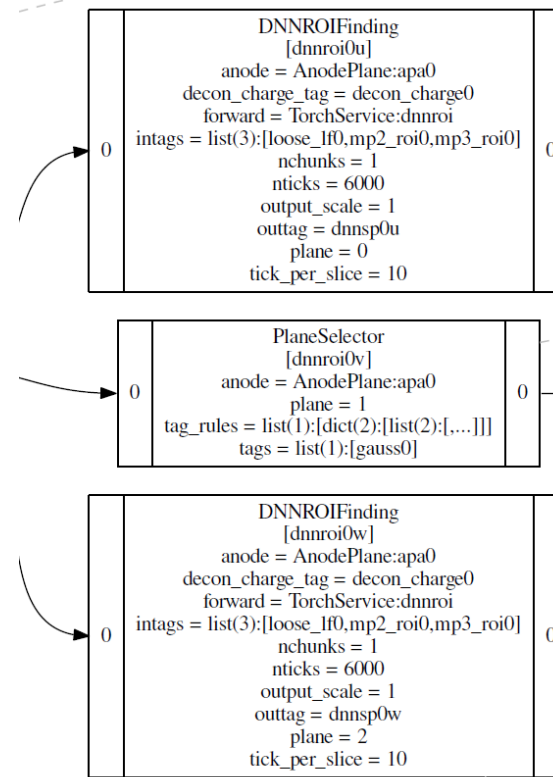 DNNROIFinding
[dnnroi0u]
anode = AnodePlane:apa0
decon_charge_tag = decon_charge0
forward = TorchService:dnnroi
0 intags = list(3):[loose_lf0,mp2_roi0,mp3_roi0] 0
nchunks = 1
nticks = 6000
output_scale = 1
outtag = dnnsp0u
plane = 0
tick_per_slice = 10
PlaneSelector
[dnnroi0v]
anode = AnodePlane:apa0
0 plane = 1 0
tag_rules = list(1):[dict(2):[list(2):[,...]]]
tags = list(1):[gauss0]
DNNROIFinding
[dnnroi0w]
anode = AnodePlane:apa0
decon_charge_tag = decon_charge0
forward = TorchService:dnnroi
0 intags = list(3):[loose_lf0,mp2_roi0,mp3_roi0] 0
nchunks = 1
nticks = 6000
output_scale = 1
outtag = dnnsp0w
plane = 2
tick_per_slice = 10